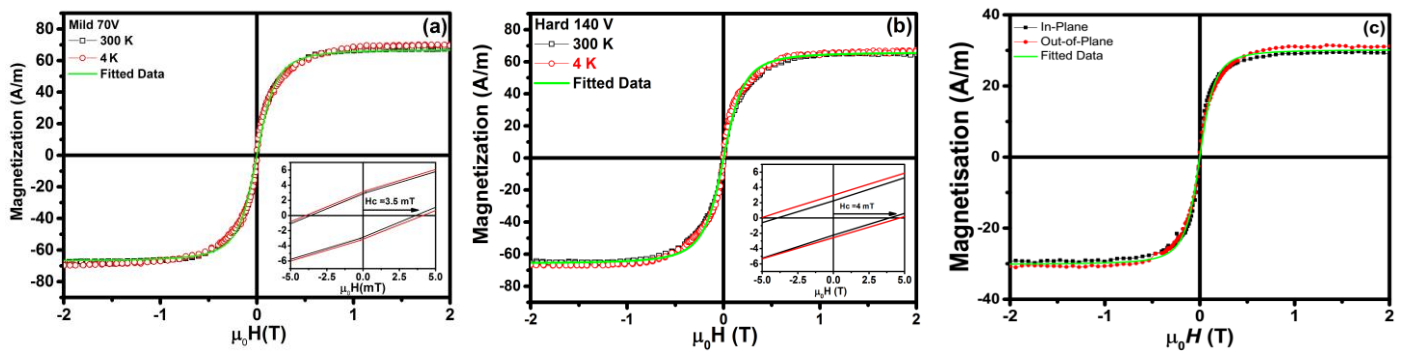 (a)
Mild 70V
300 K
4 K
Fitted Data
Magnetization (A/m)
80
60
40
20
0
-20
-40
-60
-80
-2
-1
0
1
2
μ₀H(T)
6
4
2
0
-2
-4
-6
-5.0
-2.5
0.0
2.5
5.0
Hc =3.5 mT
μ₀H(mT)
(b)
Hard 140 V
300 K
4 K
Fitted Data
Magnetization (A/m)
80
60
40
20
0
-20
-40
-60
-80
-2
-1
0
1
2
μ₀H (T)
6
4
2
0
-2
-4
-6
-5.0
-2.5
0.0
2.5
5.0
Hc =4 mT
μ₀H (T)
(c)
In-Plane
Out-of-Plane
Fitted Data
Magnetisation (A/m)
40
20
0
-20
-40
-2
-1
0
1
2
μ₀H (T)